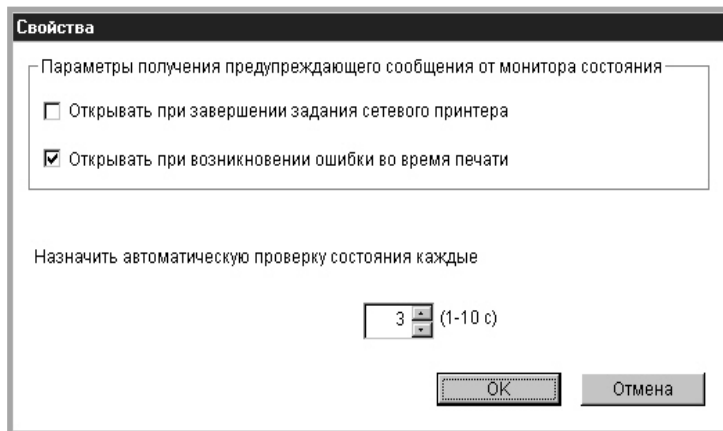 Свойства
Параметры получения предупреждающего сообщения от монитора состояния
Открывать при завершении задания сетевого принтера
Открывать при возникновении ошибки во время печати
Назначить автоматическую проверку состояния каждые
3 (1-10 с)
OK Отмена